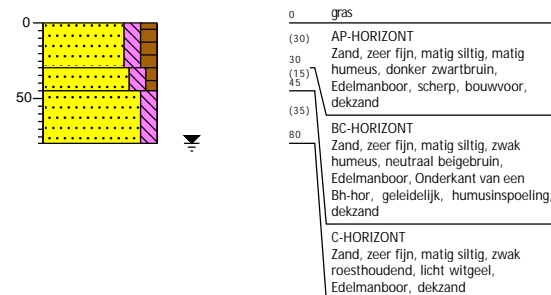 0
50
0 gras
(30) AP-HORIZONT
Zand, zeer fijn, matig siltig, matig
humeus, donker zwartbruin,
Edelmanboor, scherp, bouwvoor,
dekzand
30
(15)
45
(35)
80
BC-HORIZONT
Zand, zeer fijn, matig siltig, zwak
humeus, neutraal beigebruin,
Edelmanboor, Onderkant van een
Bh-hor, geleidelijk, humusinspoeling,
dekzand
C-HORIZONT
Zand, zeer fijn, matig siltig, zwak
roesthoudend, licht witgeel,
Edelmanboor, dekzand